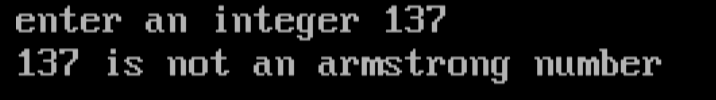 enter an integer 137
137 is not an armstrong number